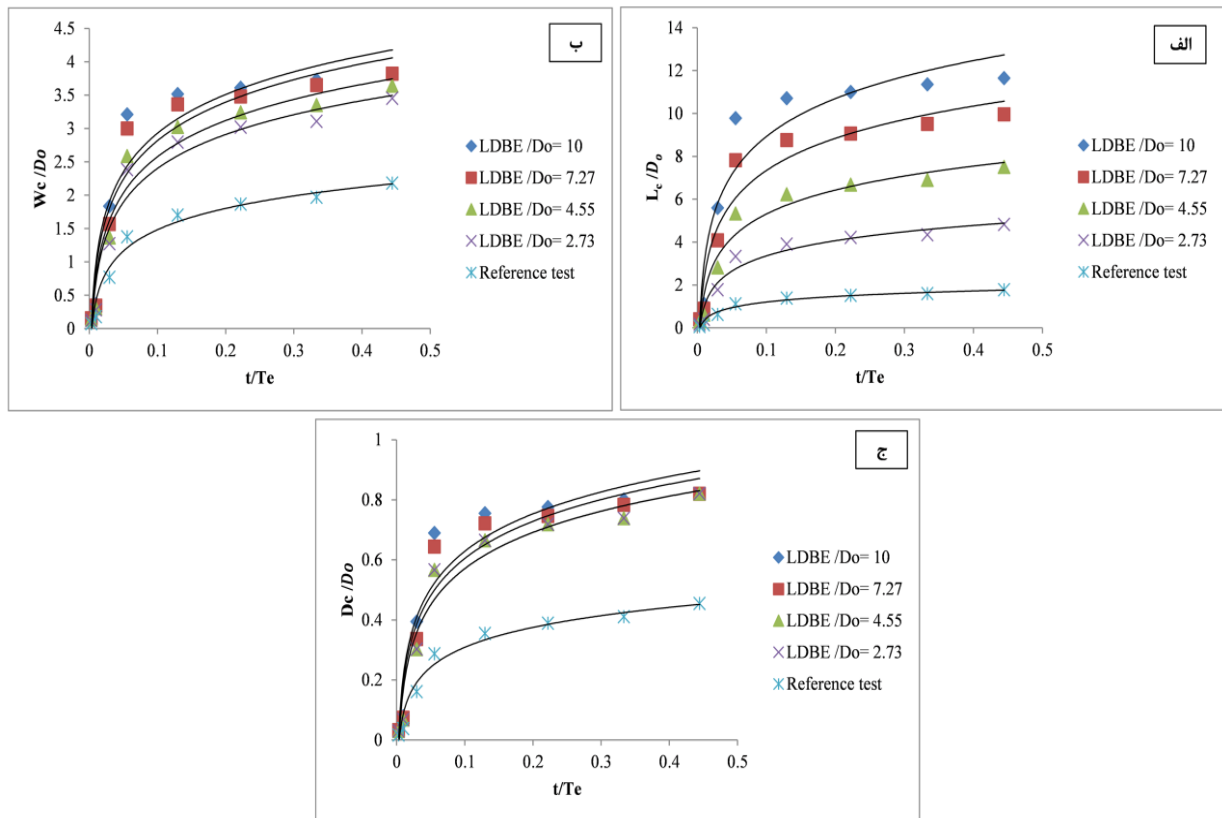 ب
4.5
4
3.5
3
2.5
2
1.5
1
0.5
0
Wc /Do
0 0.1 0.2 0.3 0.4 0.5
t/Te
LDBE /Do= 10
LDBE /Do= 7.27
LDBE /Do= 4.55
LDBE /Do= 2.73
Reference test
الف
14
12
10
8
6
4
2
0
Lc /Do
0 0.1 0.2 0.3 0.4 0.5
t/Te
LDBE /Do= 10
LDBE /Do= 7.27
LDBE /Do= 4.55
LDBE /Do= 2.73
Reference test
ج
1
0.8
0.6
0.4
0.2
0
Dc /Do
0 0.1 0.2 0.3 0.4 0.5
t/Te
LDBE /Do= 10
LDBE /Do= 7.27
LDBE /Do= 4.55
LDBE /Do= 2.73
Reference test